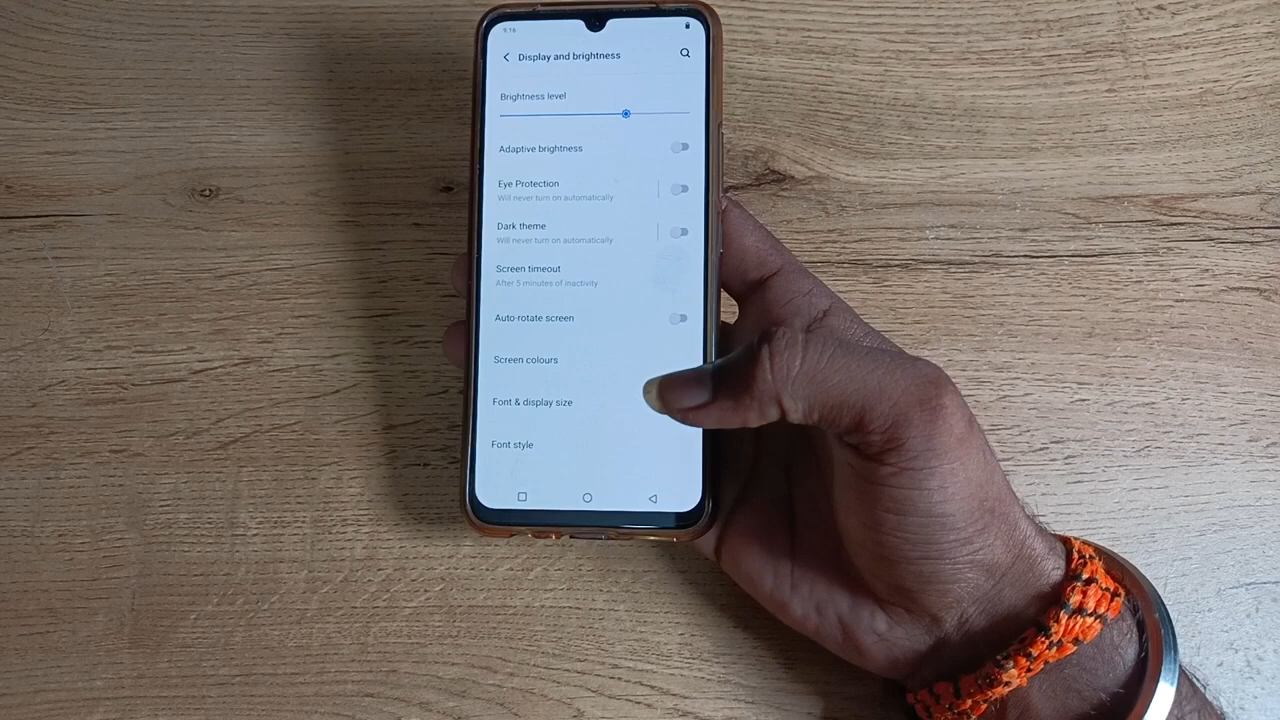 9:16
Display and brightness
Brightness level
Adaptive brightness
Eye Protection
Will never turn on automatically
Dark theme
Will never turn on automatically
Screen timeout
After 5 minutes of inactivity
Auto-rotate screen
Screen colours
Font & display size
Font style